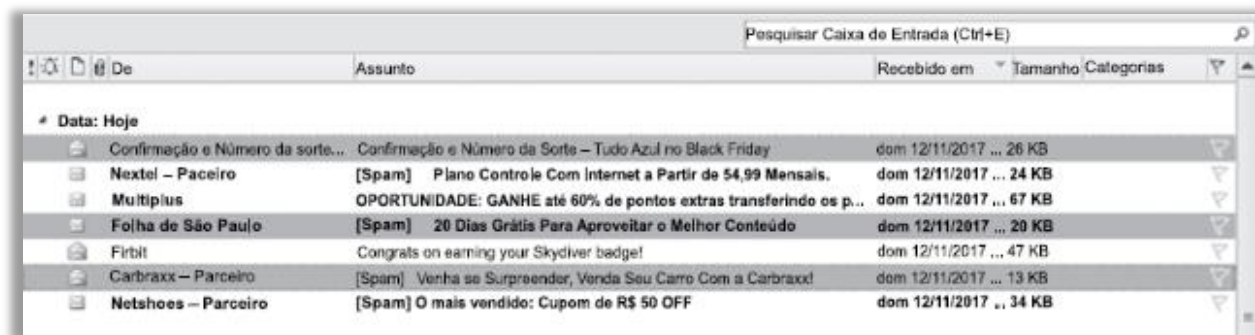 Pesquisar Caixa de Entrada (Ctrl+E)
! De Assunto Recebido em Tamanho Categorias
Data: Hoje
Confirmação e Número da sorte... Confirmação e Número da Sorte – Tudo Azul no Black Friday dom 12/11/2017 ... 26 KB
Nextel – Paceiro [Spam] Plano Controle Com Internet a Partir de 54,99 Mensais. dom 12/11/2017 ... 24 KB
Multiplus OPORTUNIDADE: GANHE até 60% de pontos extras transferindo os p... dom 12/11/2017 ... 67 KB
Folha de São Paulo [Spam] 20 Dias Grátis Para Aproveitar o Melhor Conteúdo dom 12/11/2017 ... 20 KB
Firbit Congrats on earning your Skydiver badge! dom 12/11/2017 ... 47 KB
Carbraxx – Parceiro [Spam] Venha se Surpreender, Venda Seu Carro Com a Carbraxx! dom 12/11/2017 ... 13 KB
Netshoes – Parceiro [Spam] O mais vendido: Cupom de R$ 50 OFF dom 12/11/2017 ... 34 KB